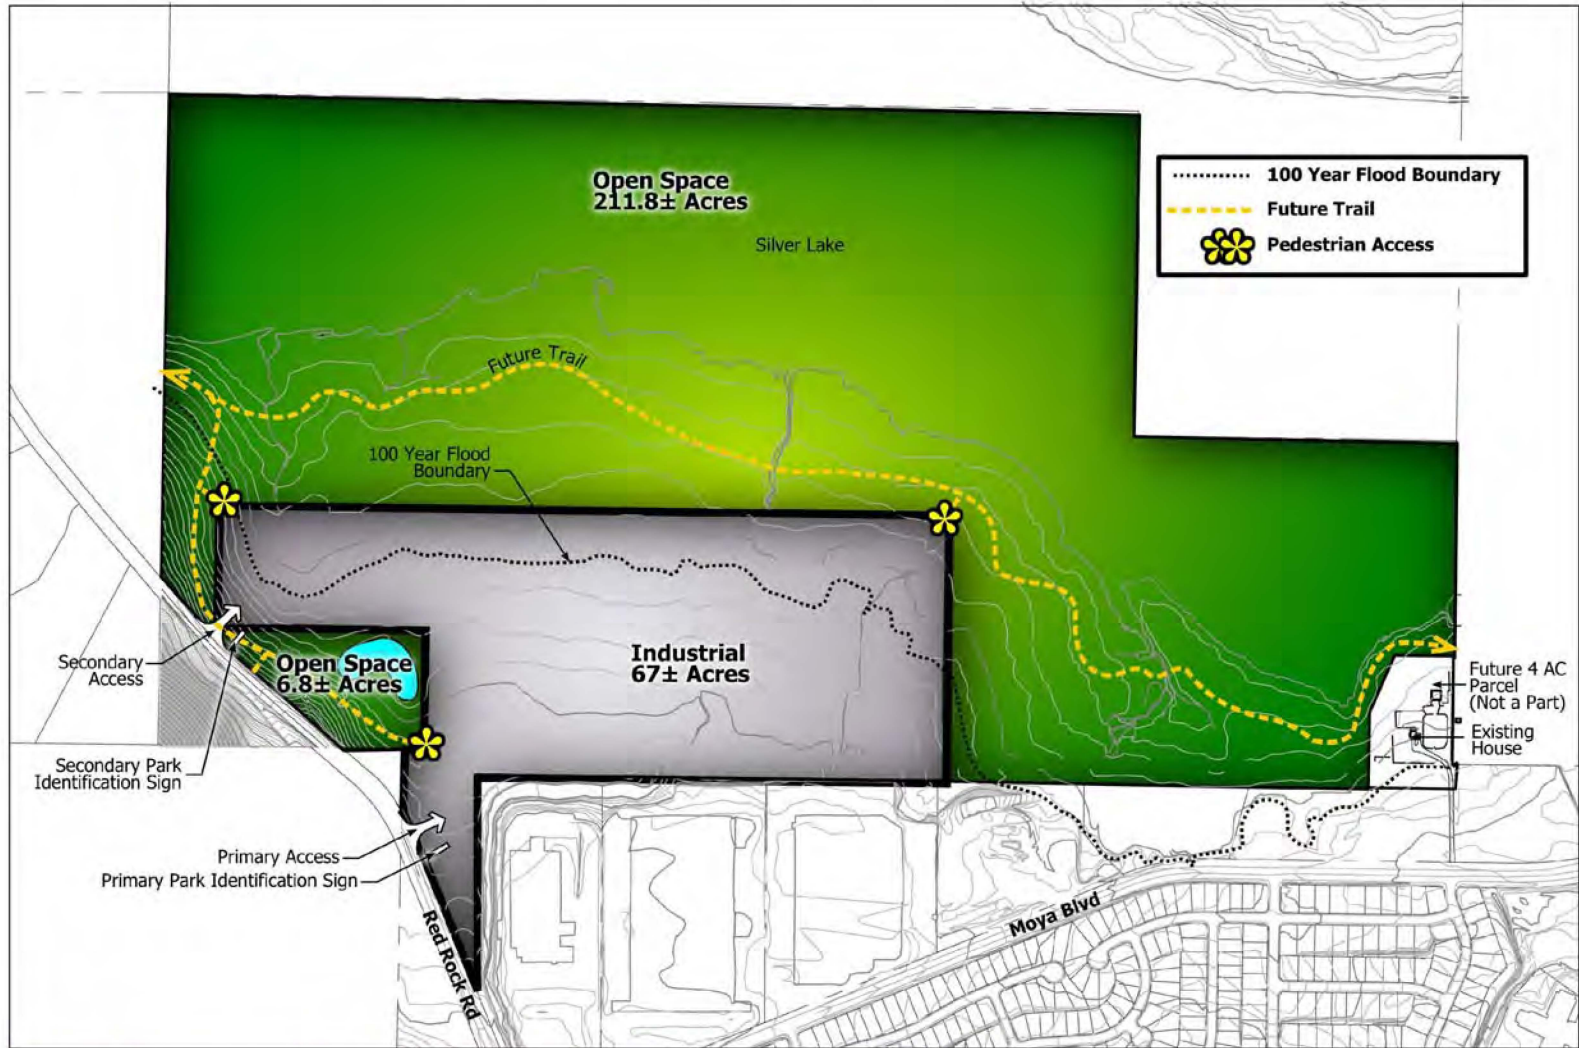 Open Space
211.8± Acres
Silver Lake
100 Year Flood Boundary
Future Trail
Pedestrian Access
Future Trail
100 Year Flood
Boundary
Secondary
Access
Open Space
6.8± Acres
Industrial
67± Acres
Future 4 AC
Parcel
(Not a Part)
Existing
House
Secondary Park
Identification Sign
Primary Access
Primary Park Identification Sign
Red Rock Rd
Moya Blvd